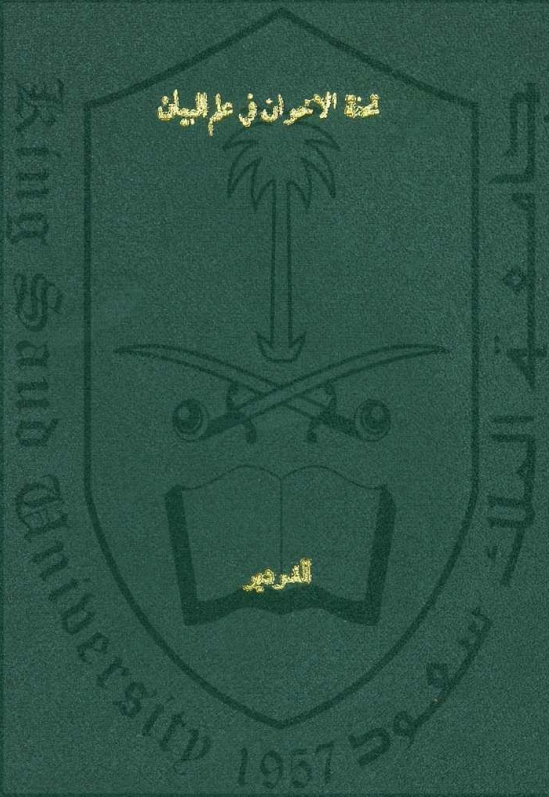 تحفة الاخوان في علم البيان
الدردير
King Saud University 1957
جامعة الملك سعود